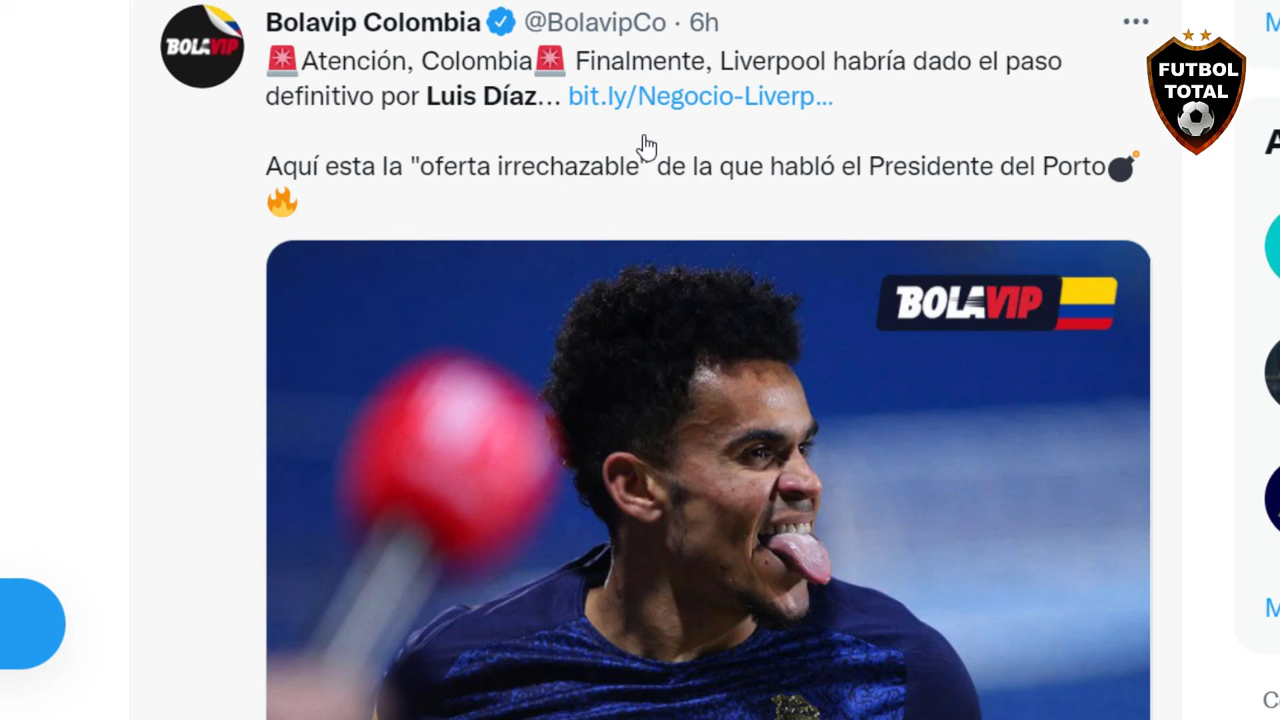 Bolavip Colombia @BolavipCo · 6h
🚨Atención, Colombia🚨 Finalmente, Liverpool habría dado el paso
definitivo por Luis Díaz... bit.ly/Negocio-Liverp...
Aquí esta la "oferta irrechazable" de la que habló el Presidente del Porto💣
🔥
BOLAVIP
BOLAVIP
FUTBOL
TOTAL